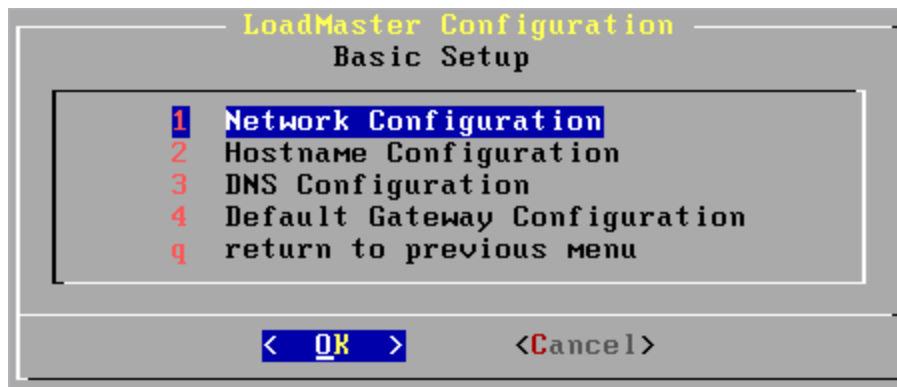 LoadMaster Configuration
Basic Setup
1 Network Configuration
2 Hostname Configuration
3 DNS Configuration
4 Default Gateway Configuration
q return to previous menu
< OK > <Cancel>